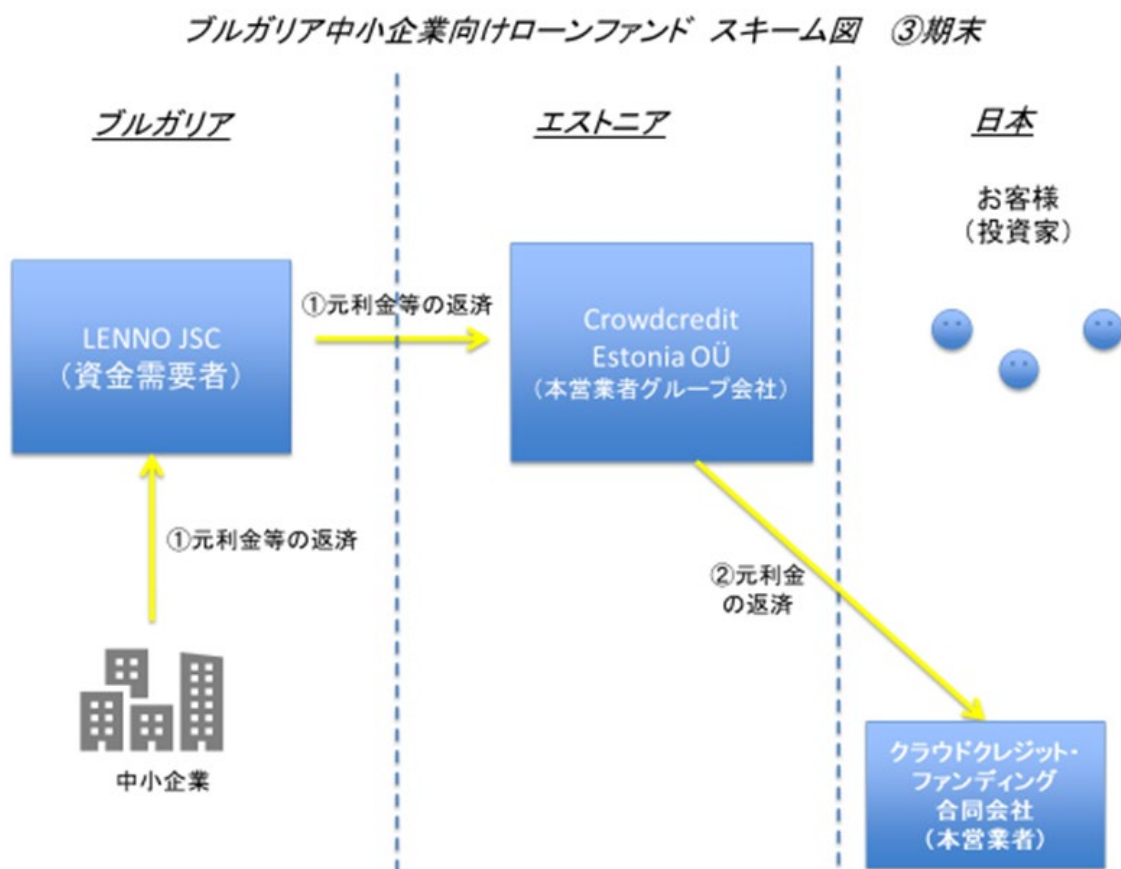 ブルガリア中小企業向けローンファンド スキーム図 ③期末
ブルガリア
エストニア
日本
お客様
（投資家）
LENNO JSC
（資金需要者）
①元利金等の返済
Crowdcredit
Estonia OÜ
（本営業者グループ会社）
①元利金等の返済
②元利金
の返済
中小企業
クラウドクレジット・
ファンディング
合同会社
（本営業者）